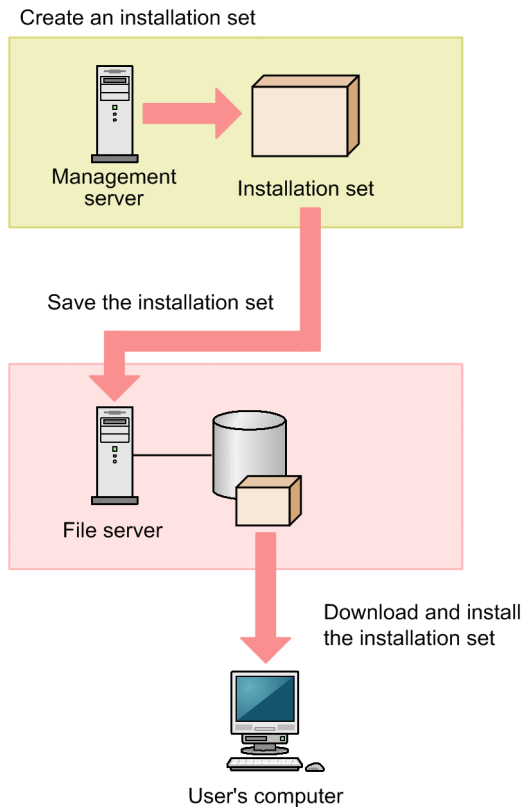 Create an installation set
Management
server
Installation set
Save the installation set
File server
Download and install
the installation set
User's computer